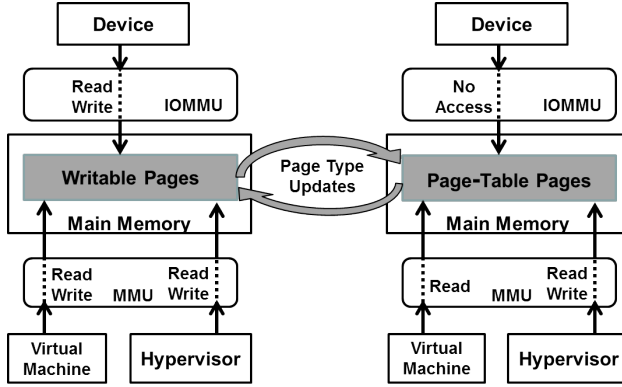 Device
Read
Write
IOMMU
Writable Pages
Main Memory
Read
Write
MMU
Read
Write
Virtual
Machine
Hypervisor
Page Type
Updates
Device
No
Access
IOMMU
Page-Table Pages
Main Memory
Read
MMU
Read
Write
Virtual
Machine
Hypervisor